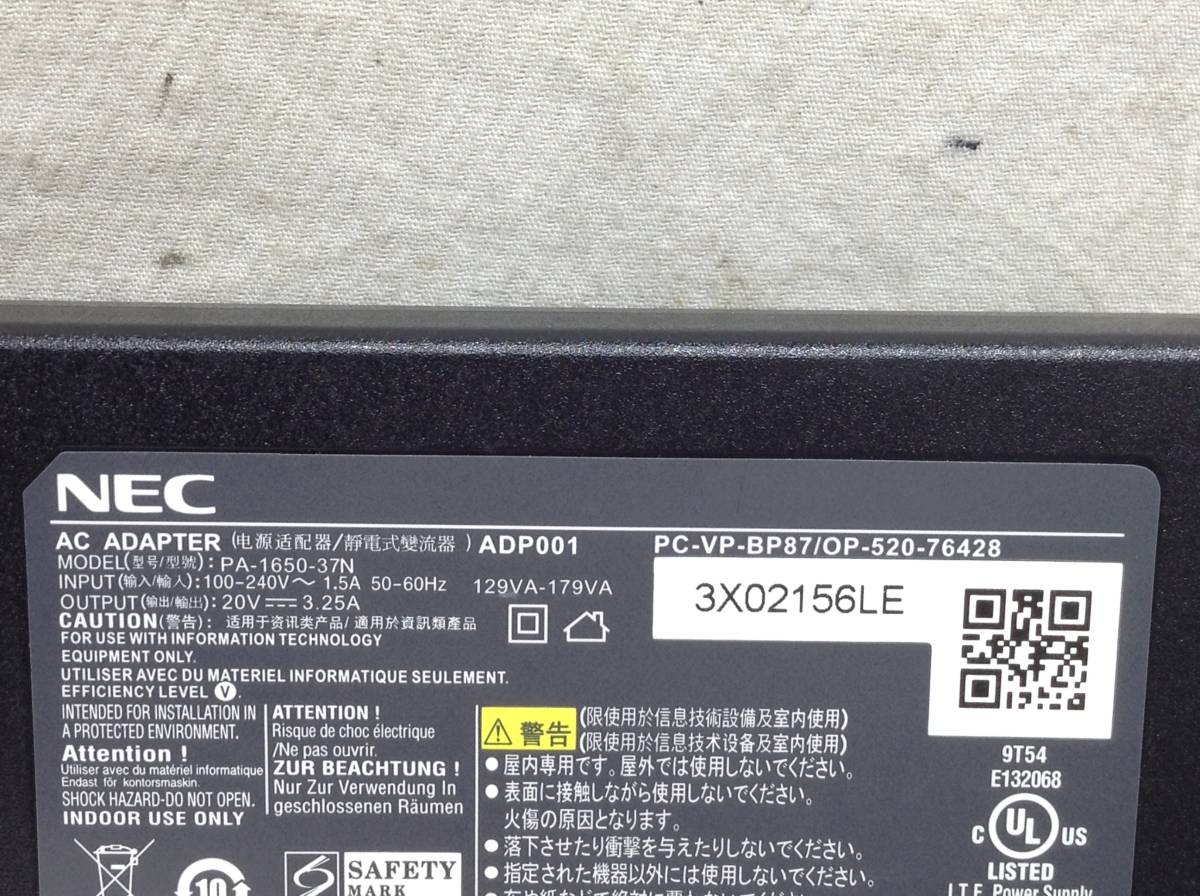 NEC
AC ADAPTER (电源适配器/靜電式變流器) ADP001
PC-VP-BP87/OP-520-76428
MODEL(型号/型號): PA-1650-37N
INPUT(输入/輸入): 100-240V～ 1.5A 50-60Hz 129VA-179VA
OUTPUT(输出/輸出): 20V⎓3.25A
3X02156LE
CAUTION(警告): 适用于资讯类产品/適用於資訊類產品
FOR USE WITH INFORMATION TECHNOLOGY
EQUIPMENT ONLY.
UTILISER AVEC DU MATERIEL INFORMATIQUE SEULEMENT.
EFFICIENCY LEVEL V.
INTENDED FOR INSTALLATION IN
A PROTECTED ENVIRONMENT.
Attention !
Utiliser avec du matériel informatique
Endast för kontorsmaskin.
SHOCK HAZARD-DO NOT OPEN.
INDOOR USE ONLY
ATTENTION !
Risque de choc électrique
/Ne pas ouvrir.
ZUR BEACHTUNG !
Nur Zur Verwendung In
geschlossenen Räumen
警告
(限使用於信息技術設備及室内使用)
(限使用于信息技术设备及室内使用)
●屋内専用です。屋外では使用しないでください。
●表面に接触しながら使用しないでください。
火傷の原因となります。
●落下させたり衝撃を与えたりしないでください。
●指定された機器以外には使用しないでください。
9T54
E132068
C UL US
LISTED
I.T.E. Power Supply
10
SAFETY
MARK